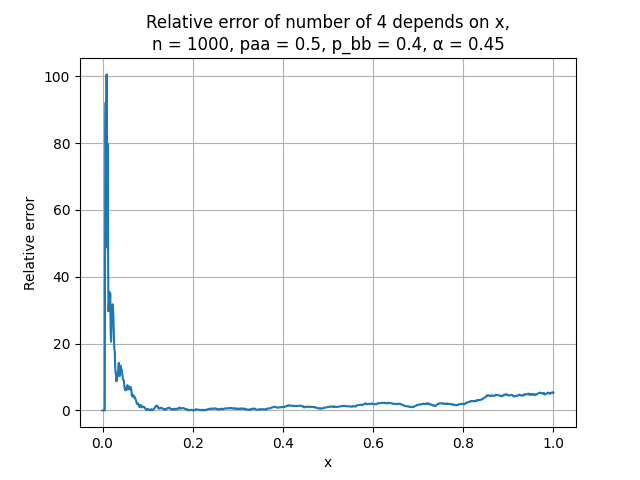 Relative error of number of 4 depends on x,
n = 1000, paa = 0.5, p_bb = 0.4, α = 0.45
100
80
60
40
20
0
Relative error
0.0 0.2 0.4 0.6 0.8 1.0
x